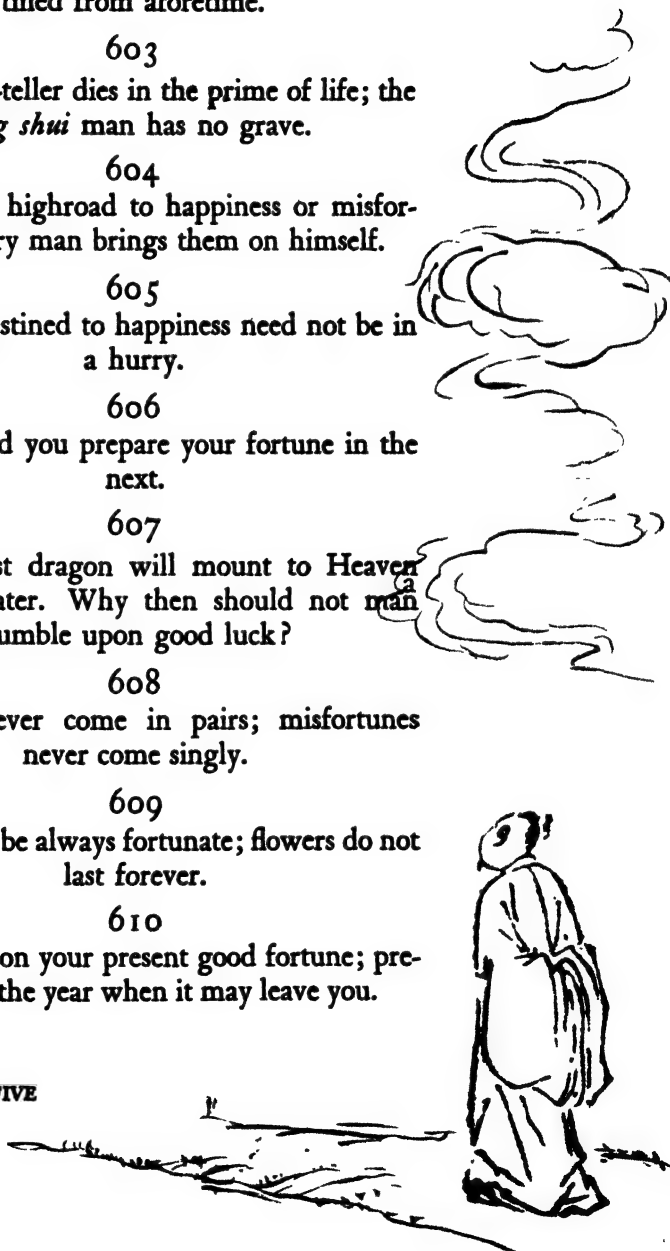 from aforetime.
603
-teller dies in the prime of life; the
g shui man has no grave.
604
highroad to happiness or misfor-
ry man brings them on himself.
605
stined to happiness need not be in
a hurry.
606
d you prepare your fortune in the
next.
607
st dragon will mount to Heaven
a
ater. Why then should not man
umble upon good luck?
608
ever come in pairs; misfortunes
never come singly.
609
be always fortunate; flowers do not
last forever.
610
on your present good fortune; pre-
the year when it may leave you.
IVE